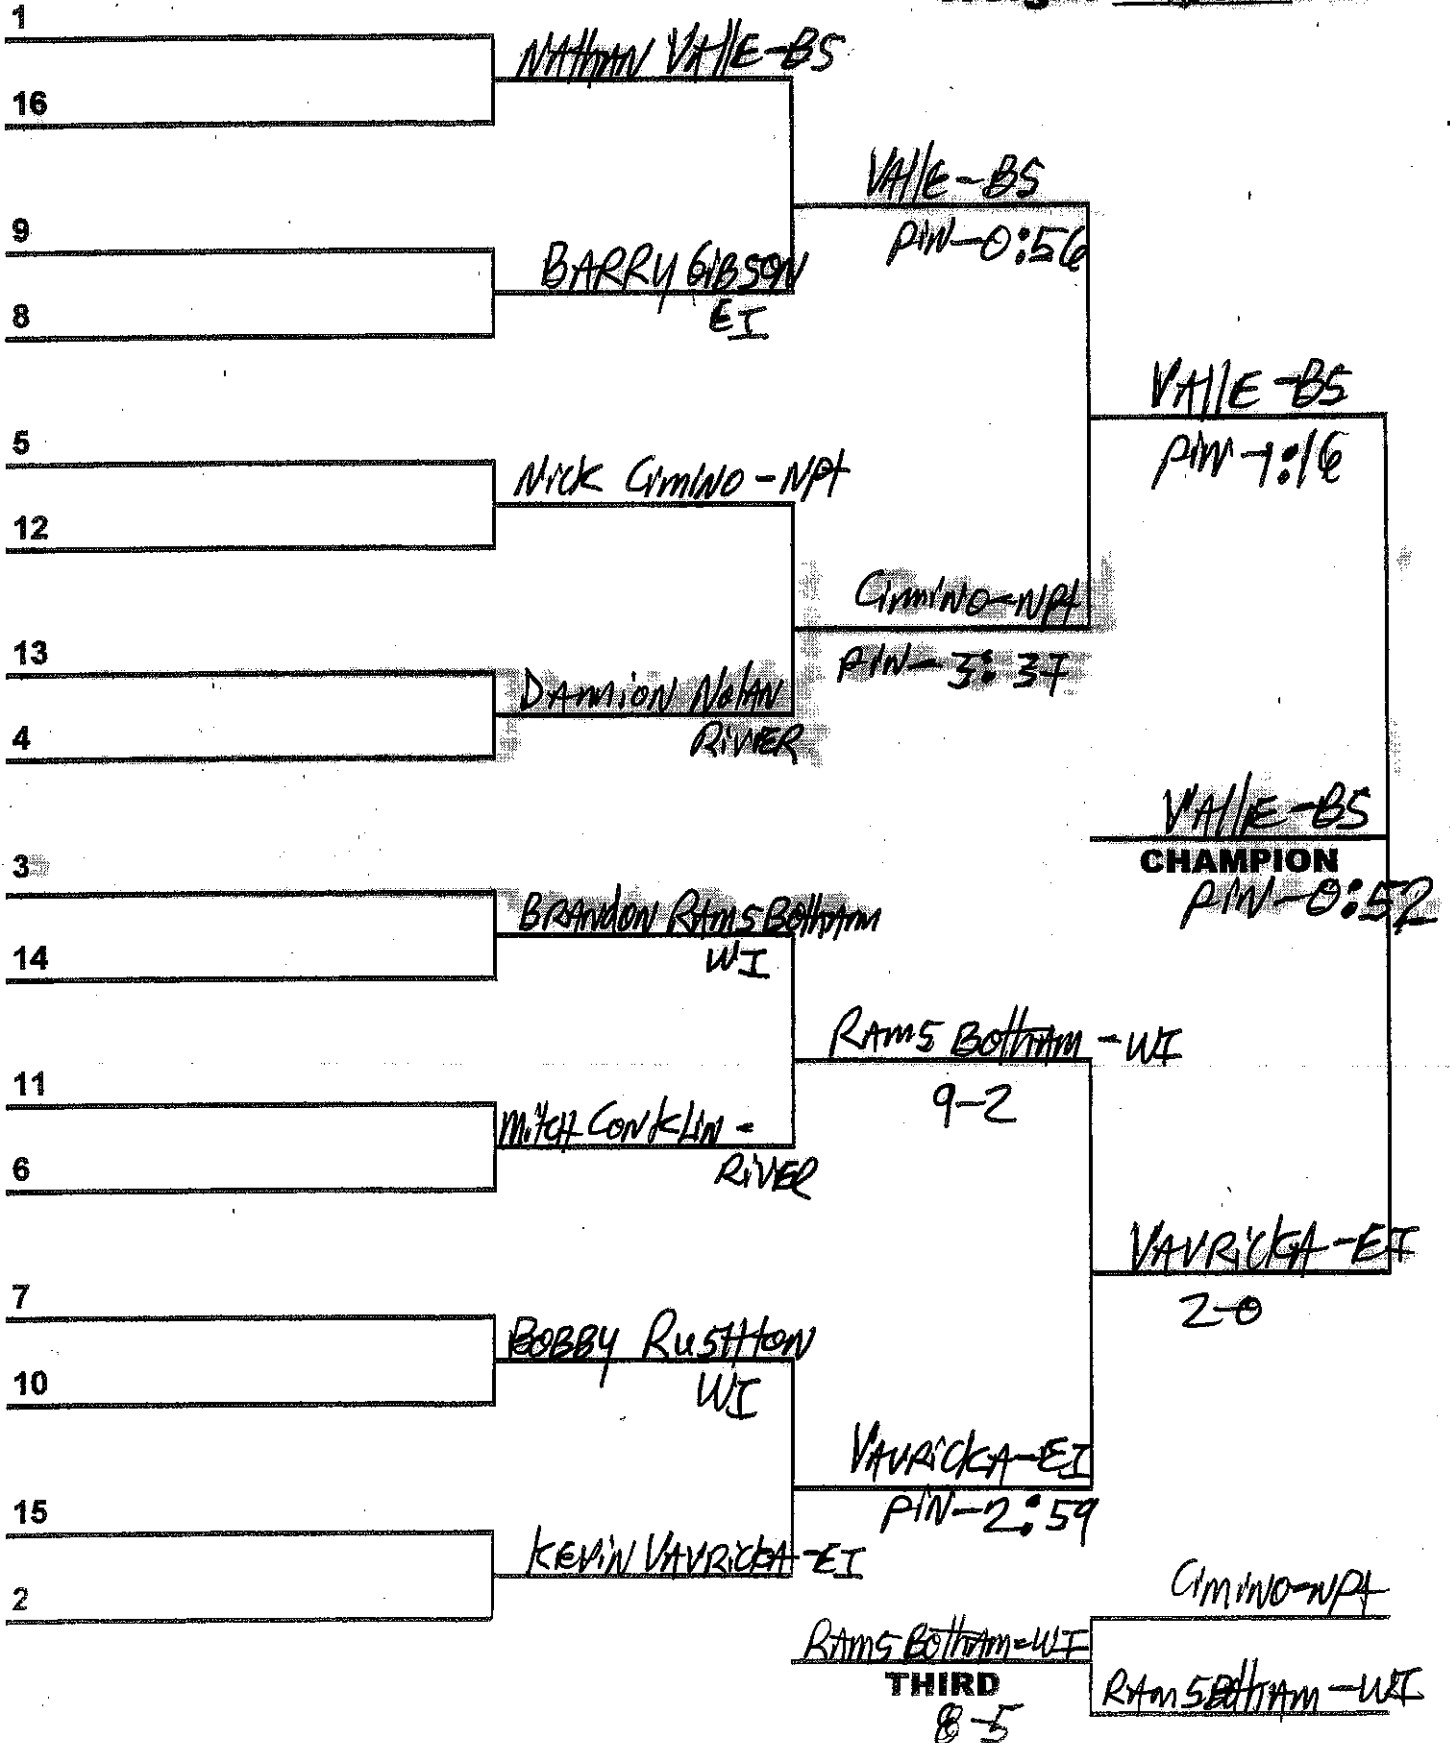 1
NATHAN VALLE-BS
16
VALLE-BS
PIN-0:56
9
BARRY GIBSON
EI
8
VALLE-BS
PIN-1:16
5
NICK CIMINO-NPT
12
CIMINO-NPT
PIN-3:37
13
DAMION NOLAN
RIVER
4
VALLE-BS
CHAMPION
PIN-0:52
3
BRANDON RAMSBOTHAM
WI
14
RAMSBOTHAM-WI
9-2
11
MITCH CONKLIN-
RIVER
6
VAVRICKA-EI
2-0
7
BOBBY RUSHTON
WI
10
VAVRICKA-EI
PIN-2:59
15
KEVIN VAVRICKA-EI
2
CIMINO-NPT
RAMSBOTHAM-WI
THIRD
8-5
RAMSBOTHAM-WI